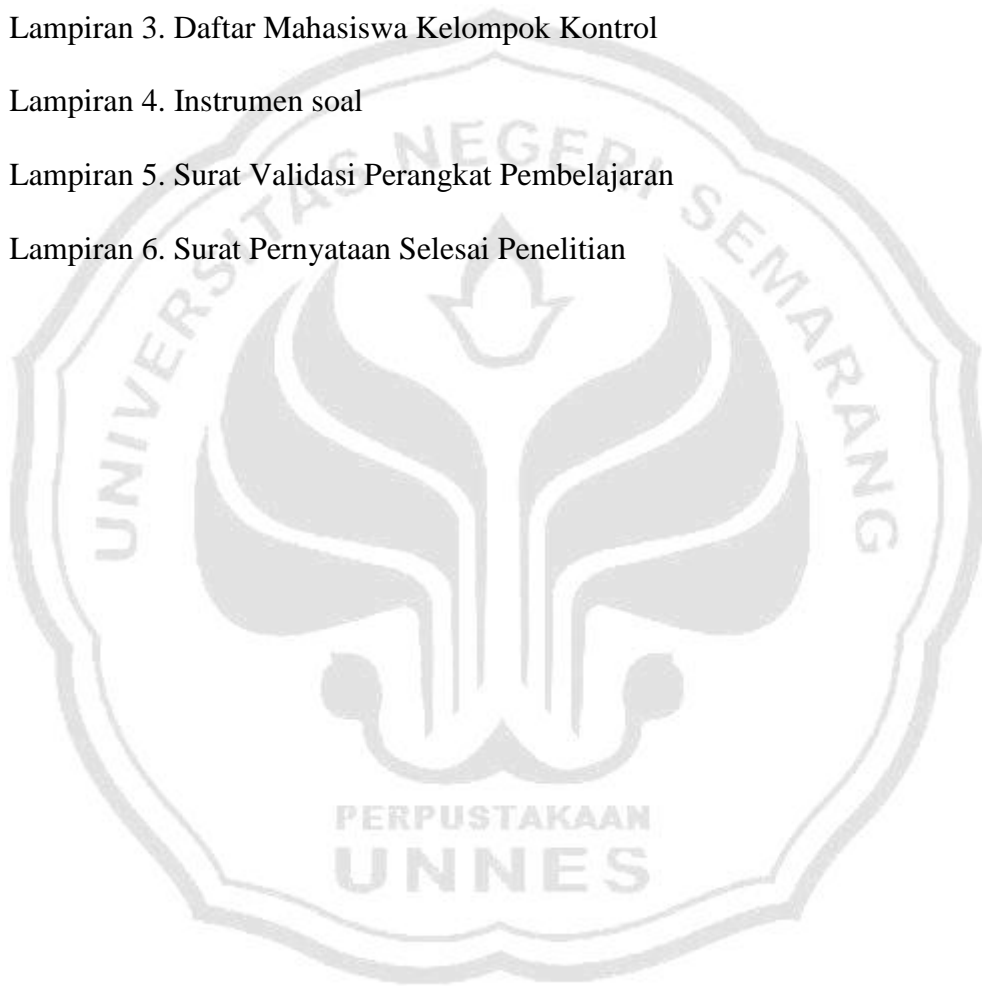 Lampiran 3. Daftar Mahasiswa Kelompok Kontrol
Lampiran 4. Instrumen soal
Lampiran 5. Surat Validasi Perangkat Pembelajaran
Lampiran 6. Surat Pernyataan Selesai Penelitian
UNIVERSITAS NEGERI SEMARANG
PERPUSTAKAAN
UNNES